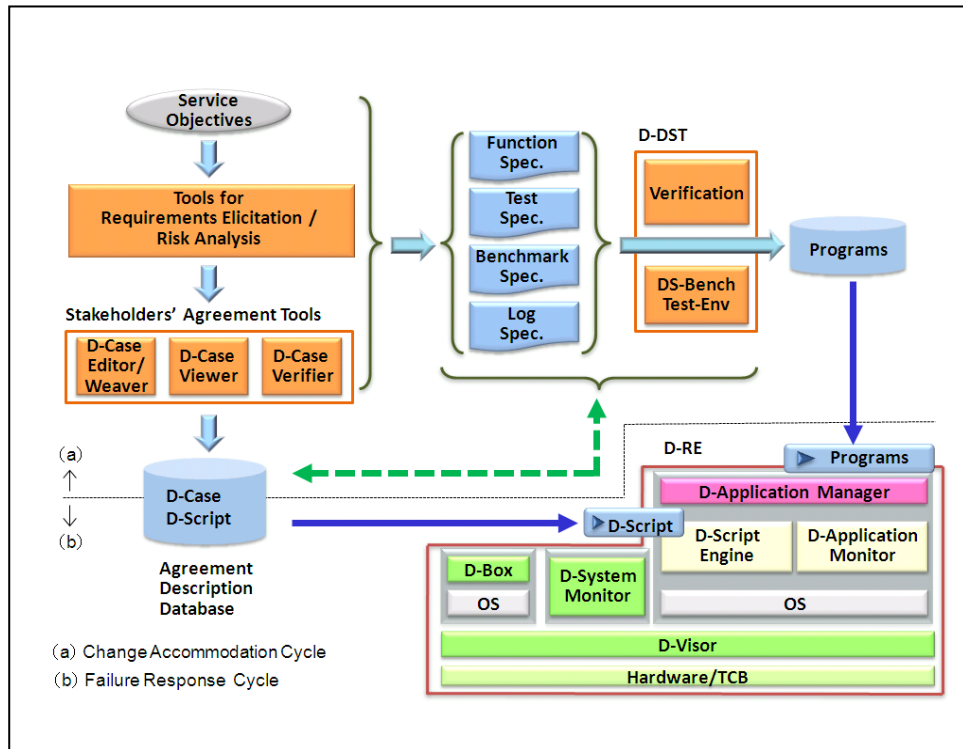 Service
Objectives
Tools for
Requirements Elicitation /
Risk Analysis
Stakeholders' Agreement Tools
D-Case
Editor/
Weaver
D-Case
Viewer
D-Case
Verifier
Function
Spec.
Test
Spec.
Benchmark
Spec.
Log
Spec.
D-DST
Verification
DS-Bench
Test-Env
Programs
(a)
(b)
D-Case
D-Script
Agreement
Description
Database
D-RE
Programs
D-Application Manager
D-Script
D-Script
Engine
D-Application
Monitor
D-Box
OS
D-System
Monitor
OS
D-Visor
Hardware/TCB
(a) Change Accommodation Cycle
(b) Failure Response Cycle